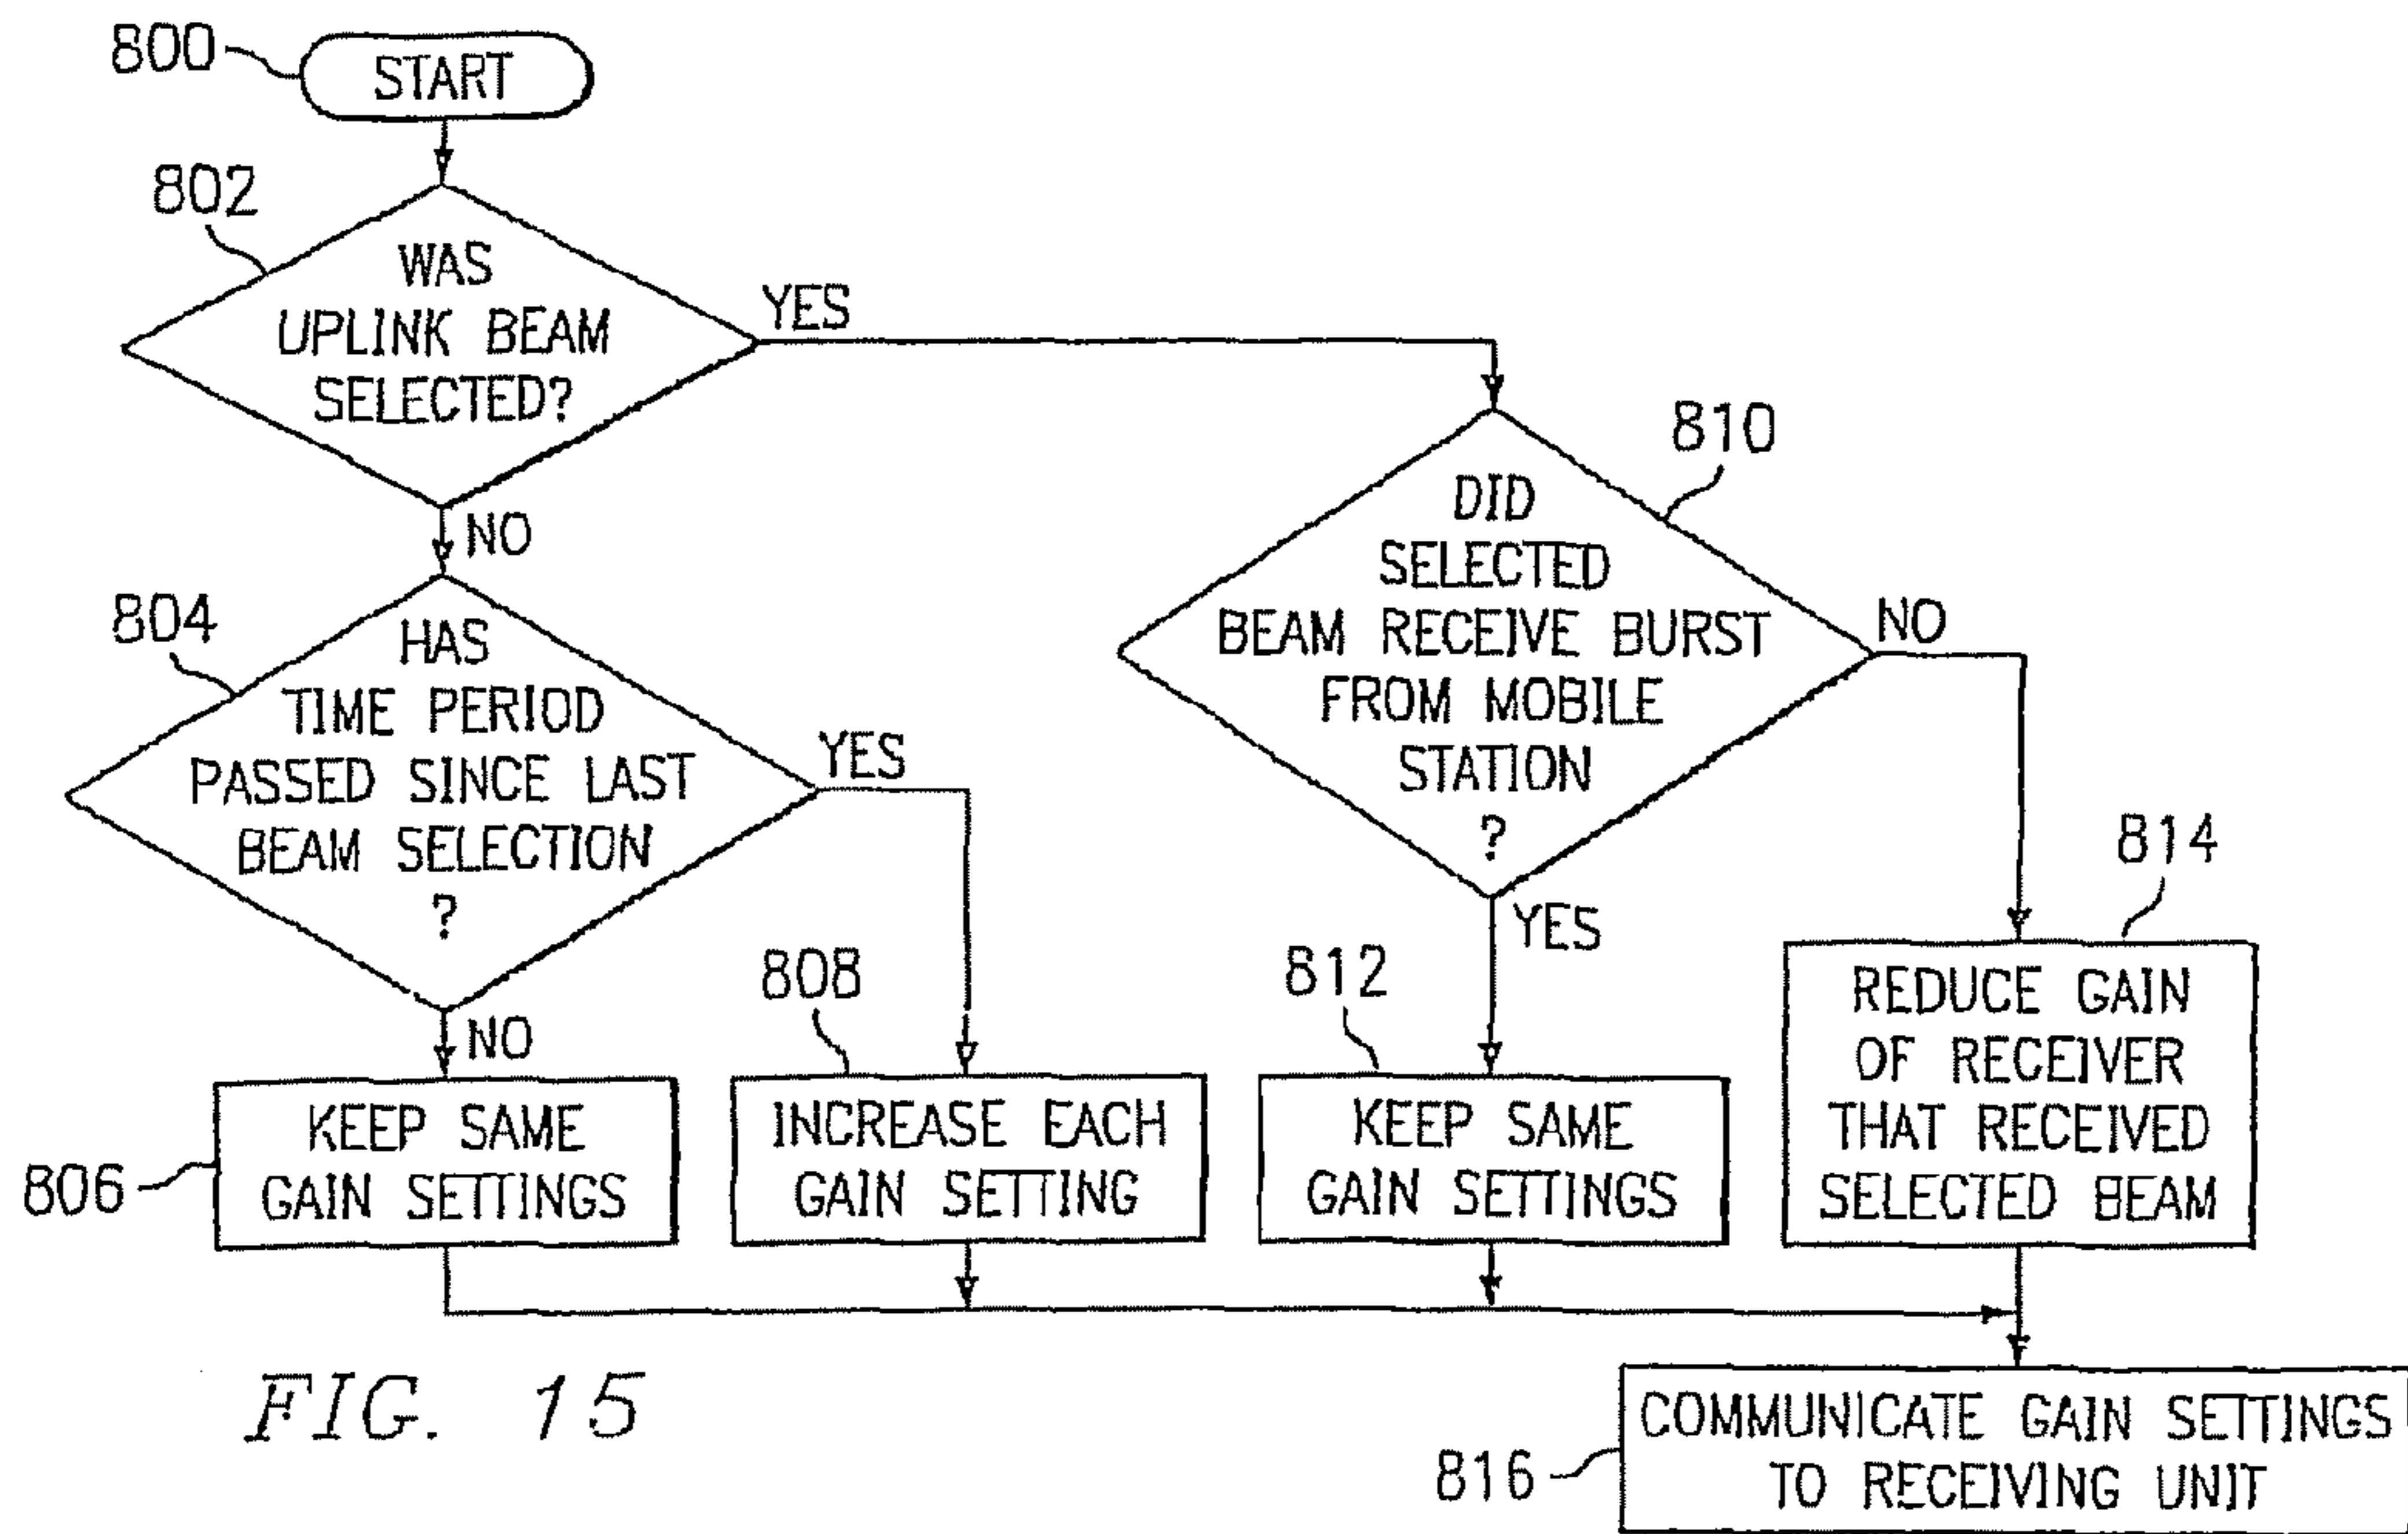 800
START
802
WAS
UPLINK BEAM
SELECTED?
YES
NO
804
HAS
TIME PERIOD
PASSED SINCE LAST
BEAM SELECTION
?
YES
NO
810
DID
SELECTED
BEAM RECEIVE BURST
FROM MOBILE
STATION
?
NO
YES
806
KEEP SAME
GAIN SETTINGS
808
INCREASE EACH
GAIN SETTING
812
KEEP SAME
GAIN SETTINGS
814
REDUCE GAIN
OF RECEIVER
THAT RECEIVED
SELECTED BEAM
816
COMMUNICATE GAIN SETTINGS
TO RECEIVING UNIT
FIG. 15